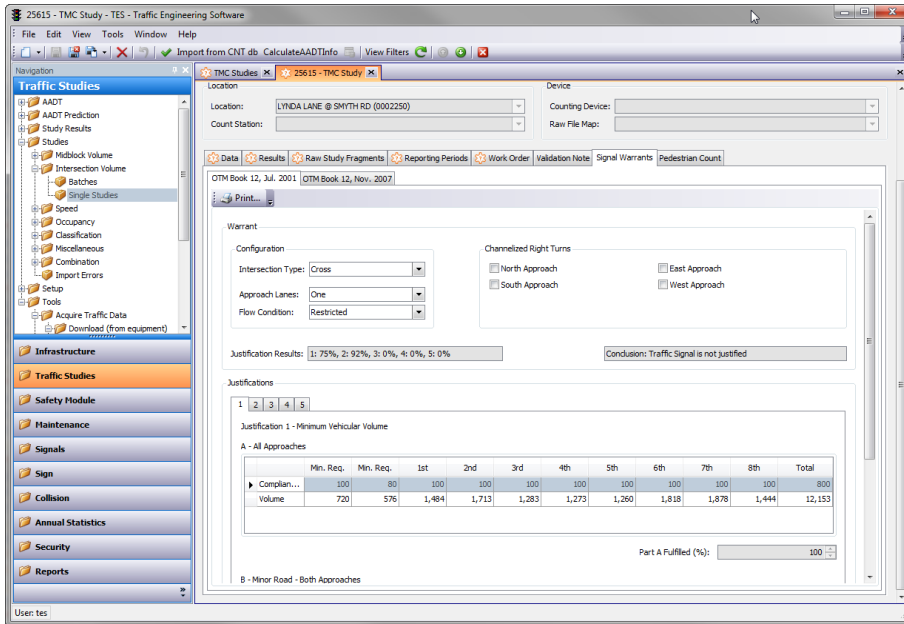 25615 - TMC Study - TES - Traffic Engineering Software
File Edit View Tools Window Help
Import from CNT db CalculateAADTInfo View Filters
Navigation
Traffic Studies
AADT
AADT Prediction
Study Results
Studies
Midblock Volume
Intersection Volume
Batches
Single Studies
Speed
Occupancy
Classification
Miscellaneous
Combination
Import Errors
Setup
Tools
Acquire Traffic Data
Download (from equipment)
Infrastructure
Traffic Studies
Safety Module
Maintenance
Signals
Sign
Collision
Annual Statistics
Security
Reports
User: tes
TMC Studies 25615 - TMC Study
Location
Location: LYNDA LANE @ SMYTH RD (0002250)
Count Station:
Device
Counting Device:
Raw File Map:
Data Results Raw Study Fragments Reporting Periods Work Order Validation Note Signal Warrants Pedestrian Count
OTM Book 12, Jul. 2001 OTM Book 12, Nov. 2007
Print...
Warrant
Configuration
Intersection Type: Cross
Approach Lanes: One
Flow Condition: Restricted
Channelized Right Turns
North Approach East Approach
South Approach West Approach
Justification Results: 1: 75%, 2: 92%, 3: 0%, 4: 0%, 5: 0% Conclusion: Traffic Signal is not justified
Justifications
1 2 3 4 5
Justification 1 - Minimum Vehicular Volume
A - All Approaches
Min. Req. Min. Req. 1st 2nd 3rd 4th 5th 6th 7th 8th Total
Complian... 100 80 100 100 100 100 100 100 100 100 800
Volume 720 576 1,484 1,713 1,283 1,273 1,260 1,818 1,878 1,444 12,153
Part A Fulfilled (%): 100
B - Minor Road - Both Approaches